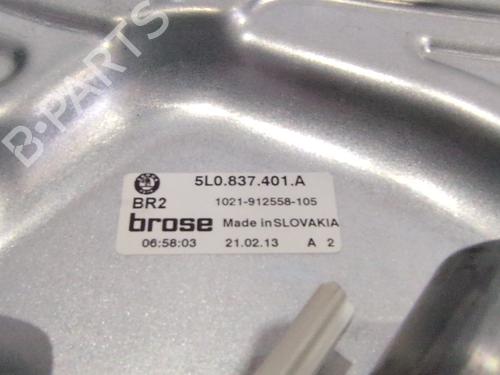 B-PARTS
5L0.837.401.A
BR2 1021-912558-105
brose Made in SLOVAKIA
06:58:03 21.02.13 A 2